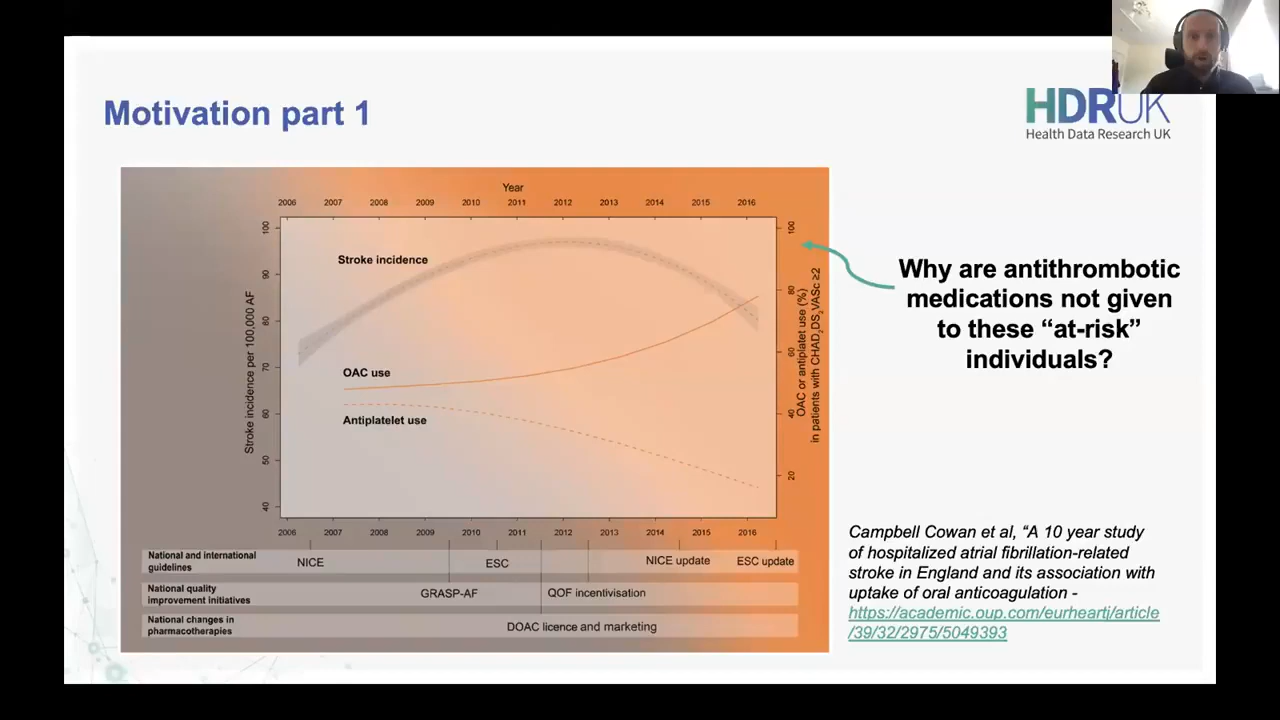 Motivation part 1
HDRUK
Health Data Research UK
Year
2006 2007 2008 2009 2010 2011 2012 2013 2014 2015 2016
100
90
80
70
60
50
40
Stroke incidence per 100,000 AF
Stroke incidence
OAC use
Antiplatelet use
100
80
60
40
20
OAC or antiplatelet use (%)
in patients with CHAD2DS2VASc ≥2
2006 2007 2008 2009 2010 2011 2012 2013 2014 2015 2016
National and international
guidelines
NICE ESC NICE update ESC update
National quality
improvement initiatives
GRASP-AF QOF incentivisation
National changes in
pharmacotherapies
DOAC licence and marketing
Why are antithrombotic
medications not given
to these “at-risk”
individuals?
Campbell Cowan et al, “A 10 year study
of hospitalized atrial fibrillation-related
stroke in England and its association with
uptake of oral anticoagulation -
https://academic.oup.com/eurheartj/article
/39/32/2975/5049393